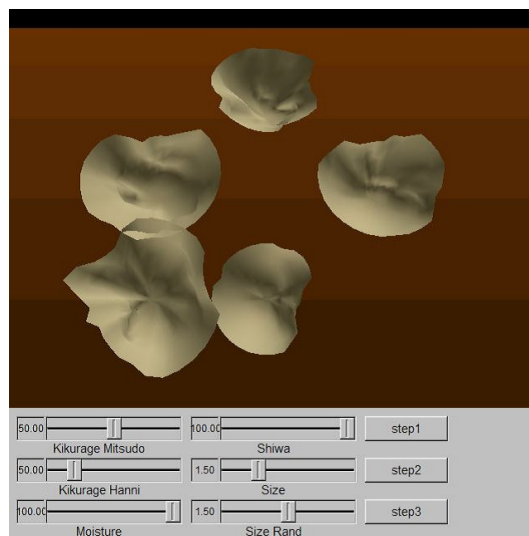 50.00 100.00 step1
Kikurage Mitsudo Shiwa
50.00 1.50 step2
Kikurage Hanni Size
100.00 1.50 step3
Moisture Size Rand